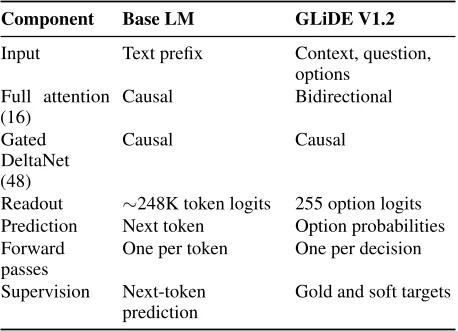 Component Base LM GLiDE V1.2
Input Text prefix Context, question,
options
Full attention Causal Bidirectional
(16)
Gated Causal Causal
DeltaNet
(48)
Readout ∼248K token logits 255 option logits
Prediction Next token Option probabilities
Forward One per token One per decision
passes
Supervision Next-token Gold and soft targets
prediction